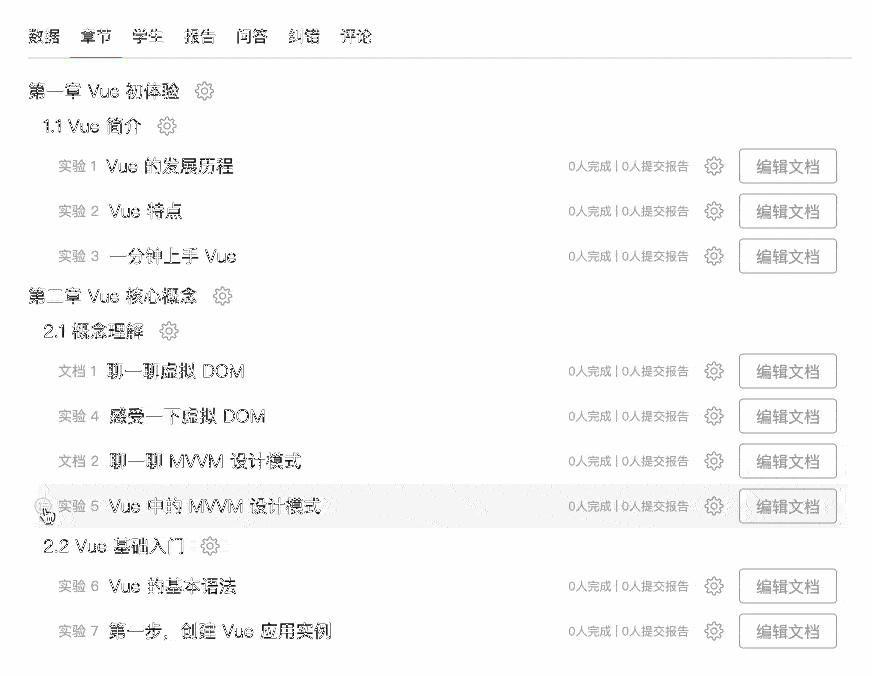 数据 章节 学生 报告 问答 纠错 评论
第一章 Vue 初体验
1.1 Vue 简介
实验 1 Vue 的发展历程 0人完成 | 0人提交报告 编辑文档
实验 2 Vue 特点 0人完成 | 0人提交报告 编辑文档
实验 3 一分钟上手 Vue 0人完成 | 0人提交报告 编辑文档
第二章 Vue 核心概念
2.1 概念理解
文档 1 聊一聊虚拟 DOM 0人完成 | 0人提交报告 编辑文档
实验 4 感受一下虚拟 DOM 0人完成 | 0人提交报告 编辑文档
文档 2 聊一聊 MVVM 设计模式 0人完成 | 0人提交报告 编辑文档
实验 5 Vue 中的 MVVM 设计模式 0人完成 | 0人提交报告 编辑文档
2.2 Vue 基础入门
实验 6 Vue 的基本语法 0人完成 | 0人提交报告 编辑文档
实验 7 第一步，创建 Vue 应用实例 0人完成 | 0人提交报告 编辑文档